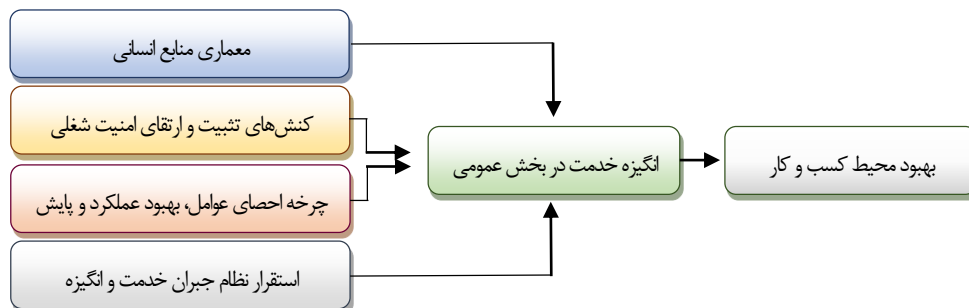 معماری منابع انسانی
کنش‌های تثبیت و ارتقای امنیت شغلی
چرخه احصای عوامل، بهبود عملکرد و پایش
استقرار نظام جبران خدمت و انگیزه
انگیزه خدمت در بخش عمومی
بهبود محیط کسب و کار